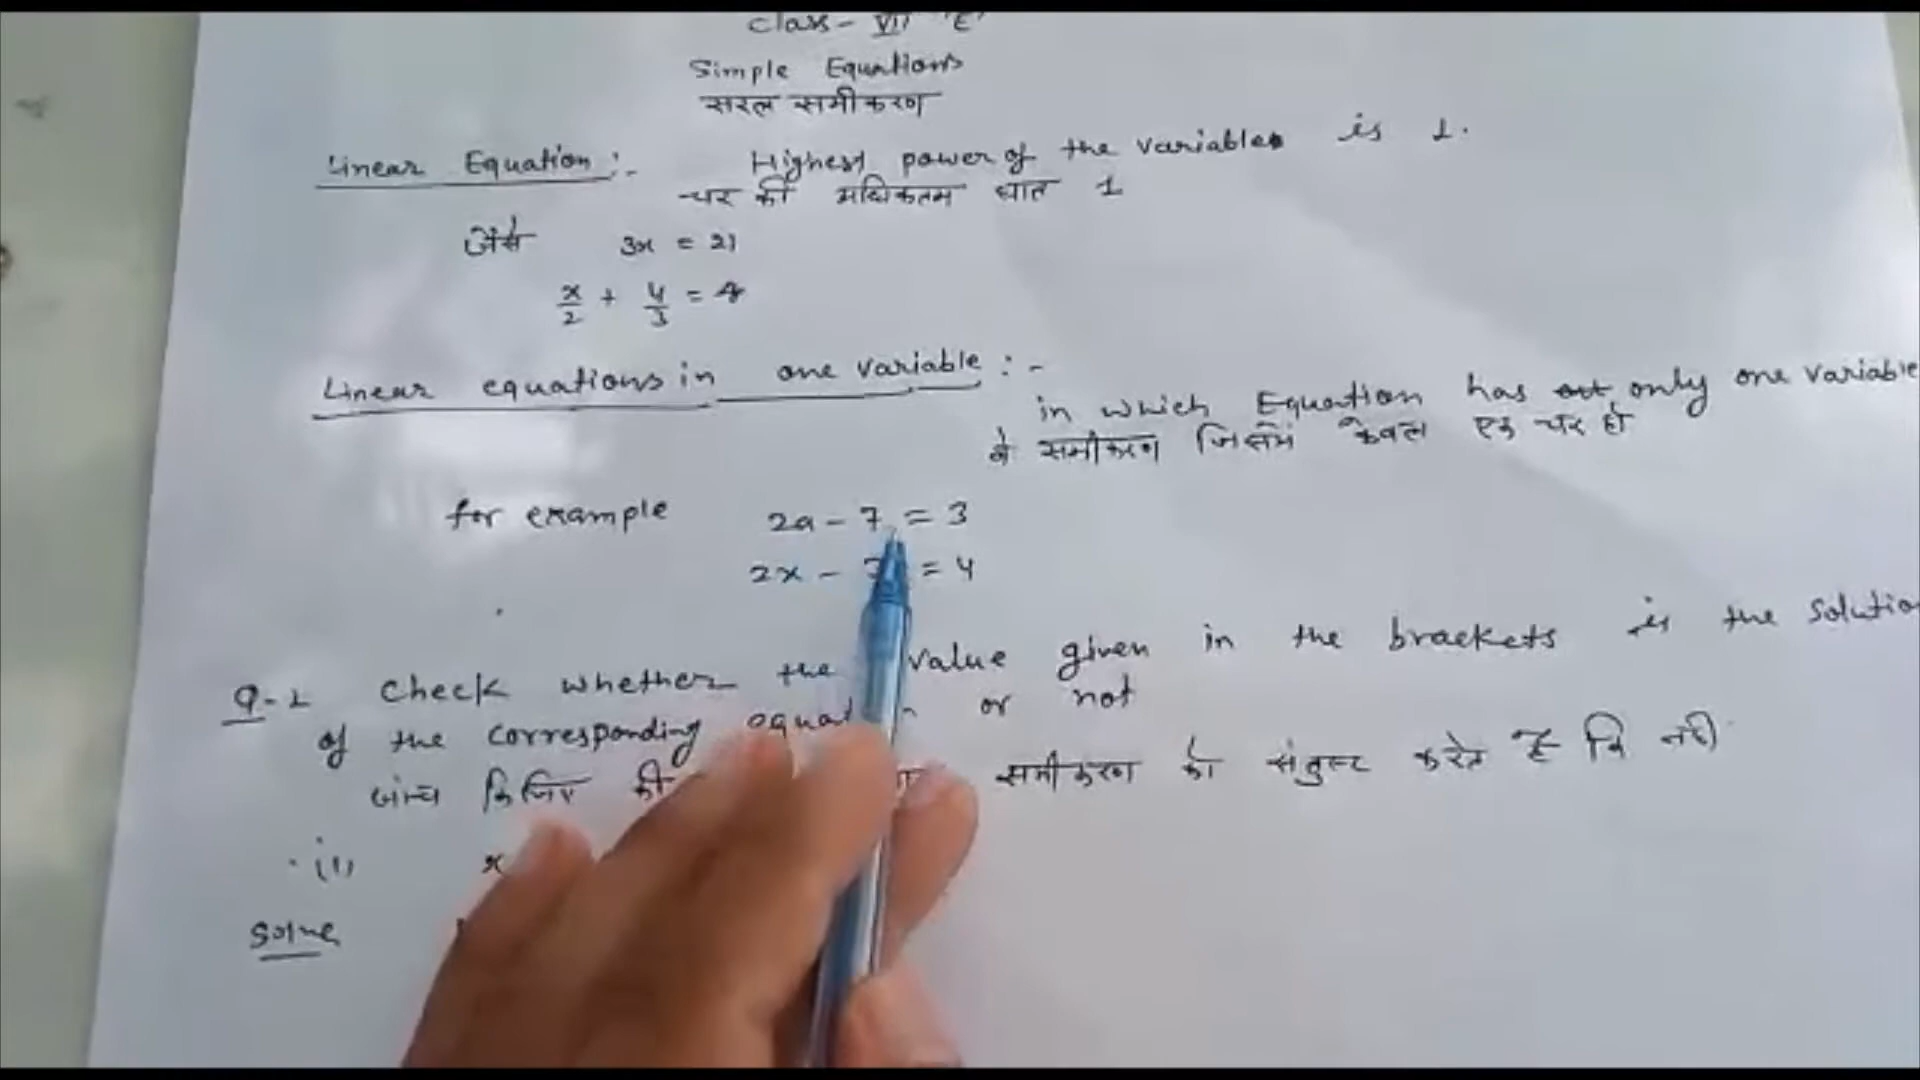 Class - VII 'E'
Simple Equations
सरल समीकरण
Linear Equation :- Highest power of the variable is 1.
चर की अधिकतम घात 1
जैसे 3x = 21
x/2 + 4/3 = 4
Linear equations in one variable :-
in which Equation has only one variable
वे समीकरण जिसमें केवल एक चर हो
for example 2a - 7 = 3
2x - = 4
Q-1 Check whether the value given in the brackets is the solutio
of the corresponding or not
जांच किजिए की समीकरण को संतुष्ट करते है कि नही
(i) x
Solve